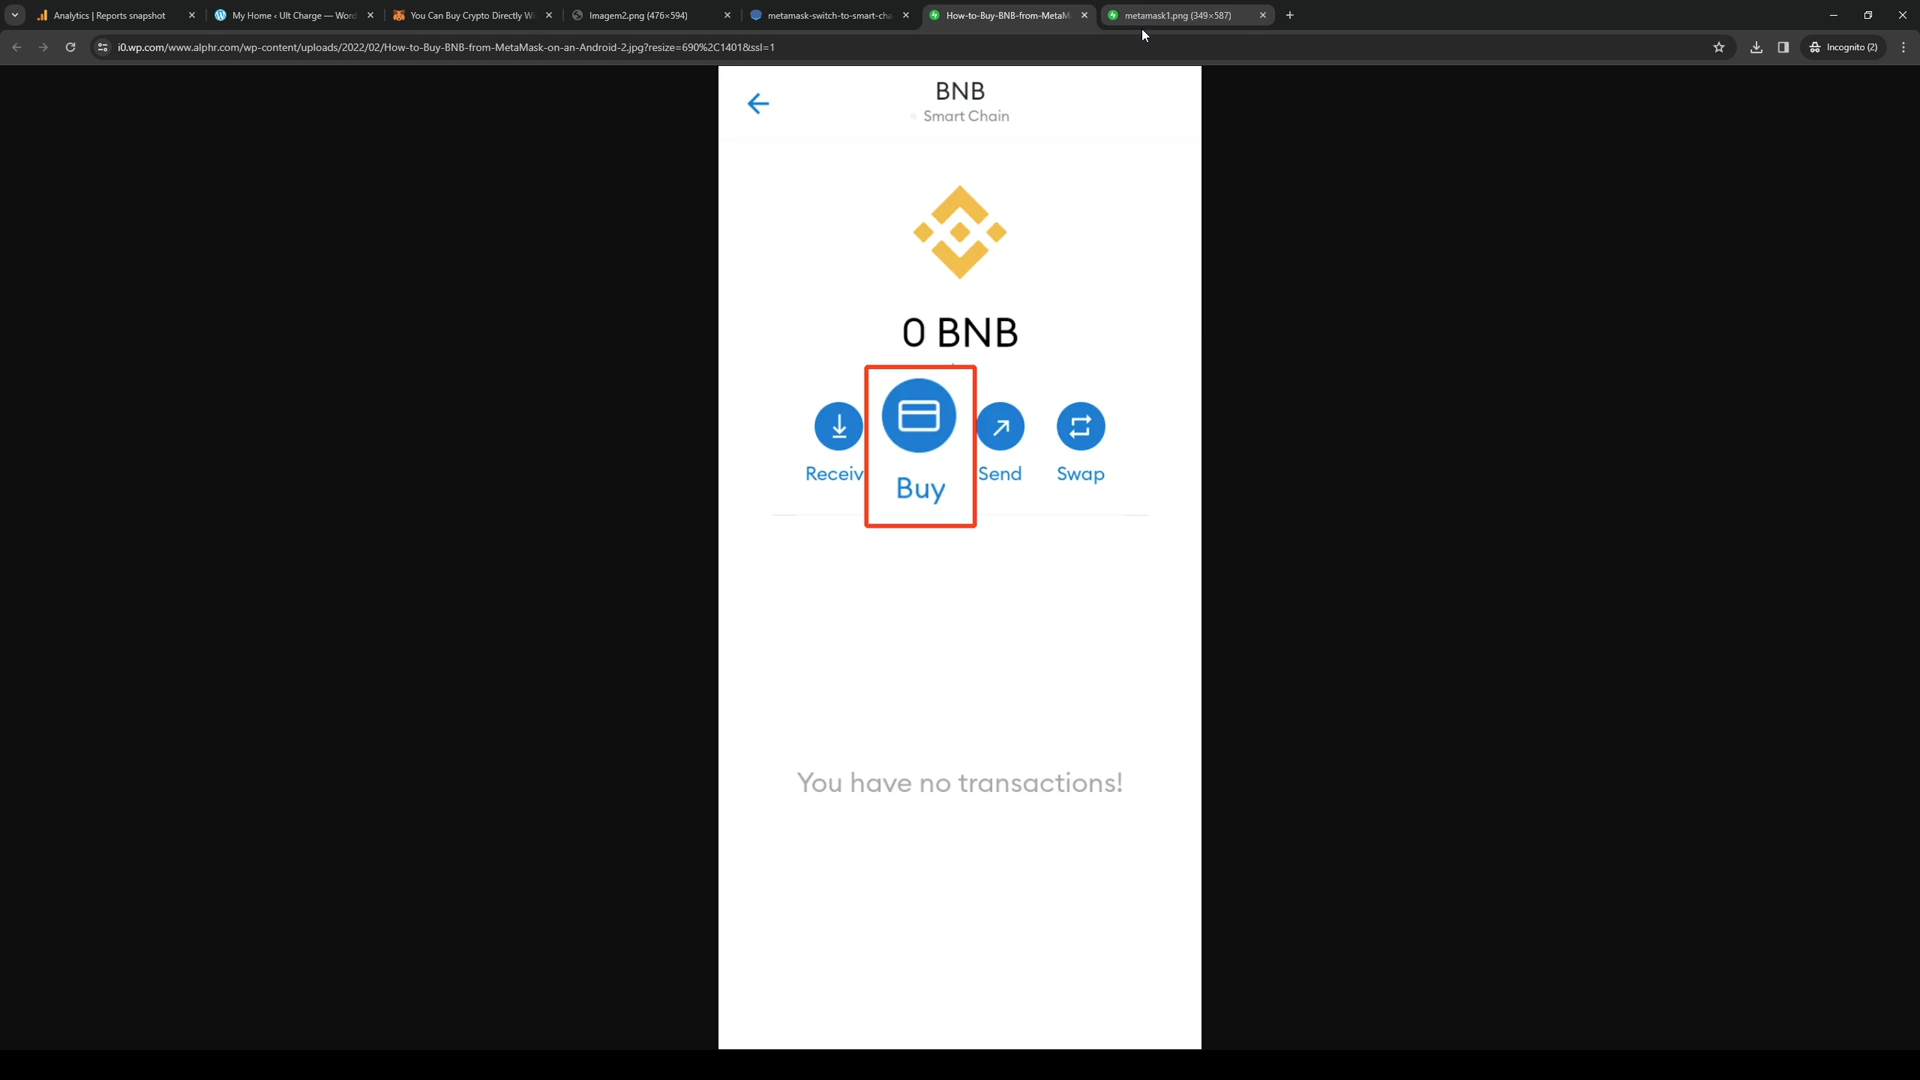 Analytics | Reports snapshot
My Home ‹ Ult Charge — Word
You Can Buy Crypto Directly Wi
Imagem2.png (476×594)
metamask-switch-to-smart-cha
How-to-Buy-BNB-from-MetaM
metamask1.png (349×587)
i0.wp.com/www.alphr.com/wp-content/uploads/2022/02/How-to-Buy-BNB-from-MetaMask-on-an-Android-2.jpg?resize=690%2C1401&ssl=1
Incognito (2)
BNB
Smart Chain
0 BNB
Receiv
Buy
Send
Swap
You have no transactions!